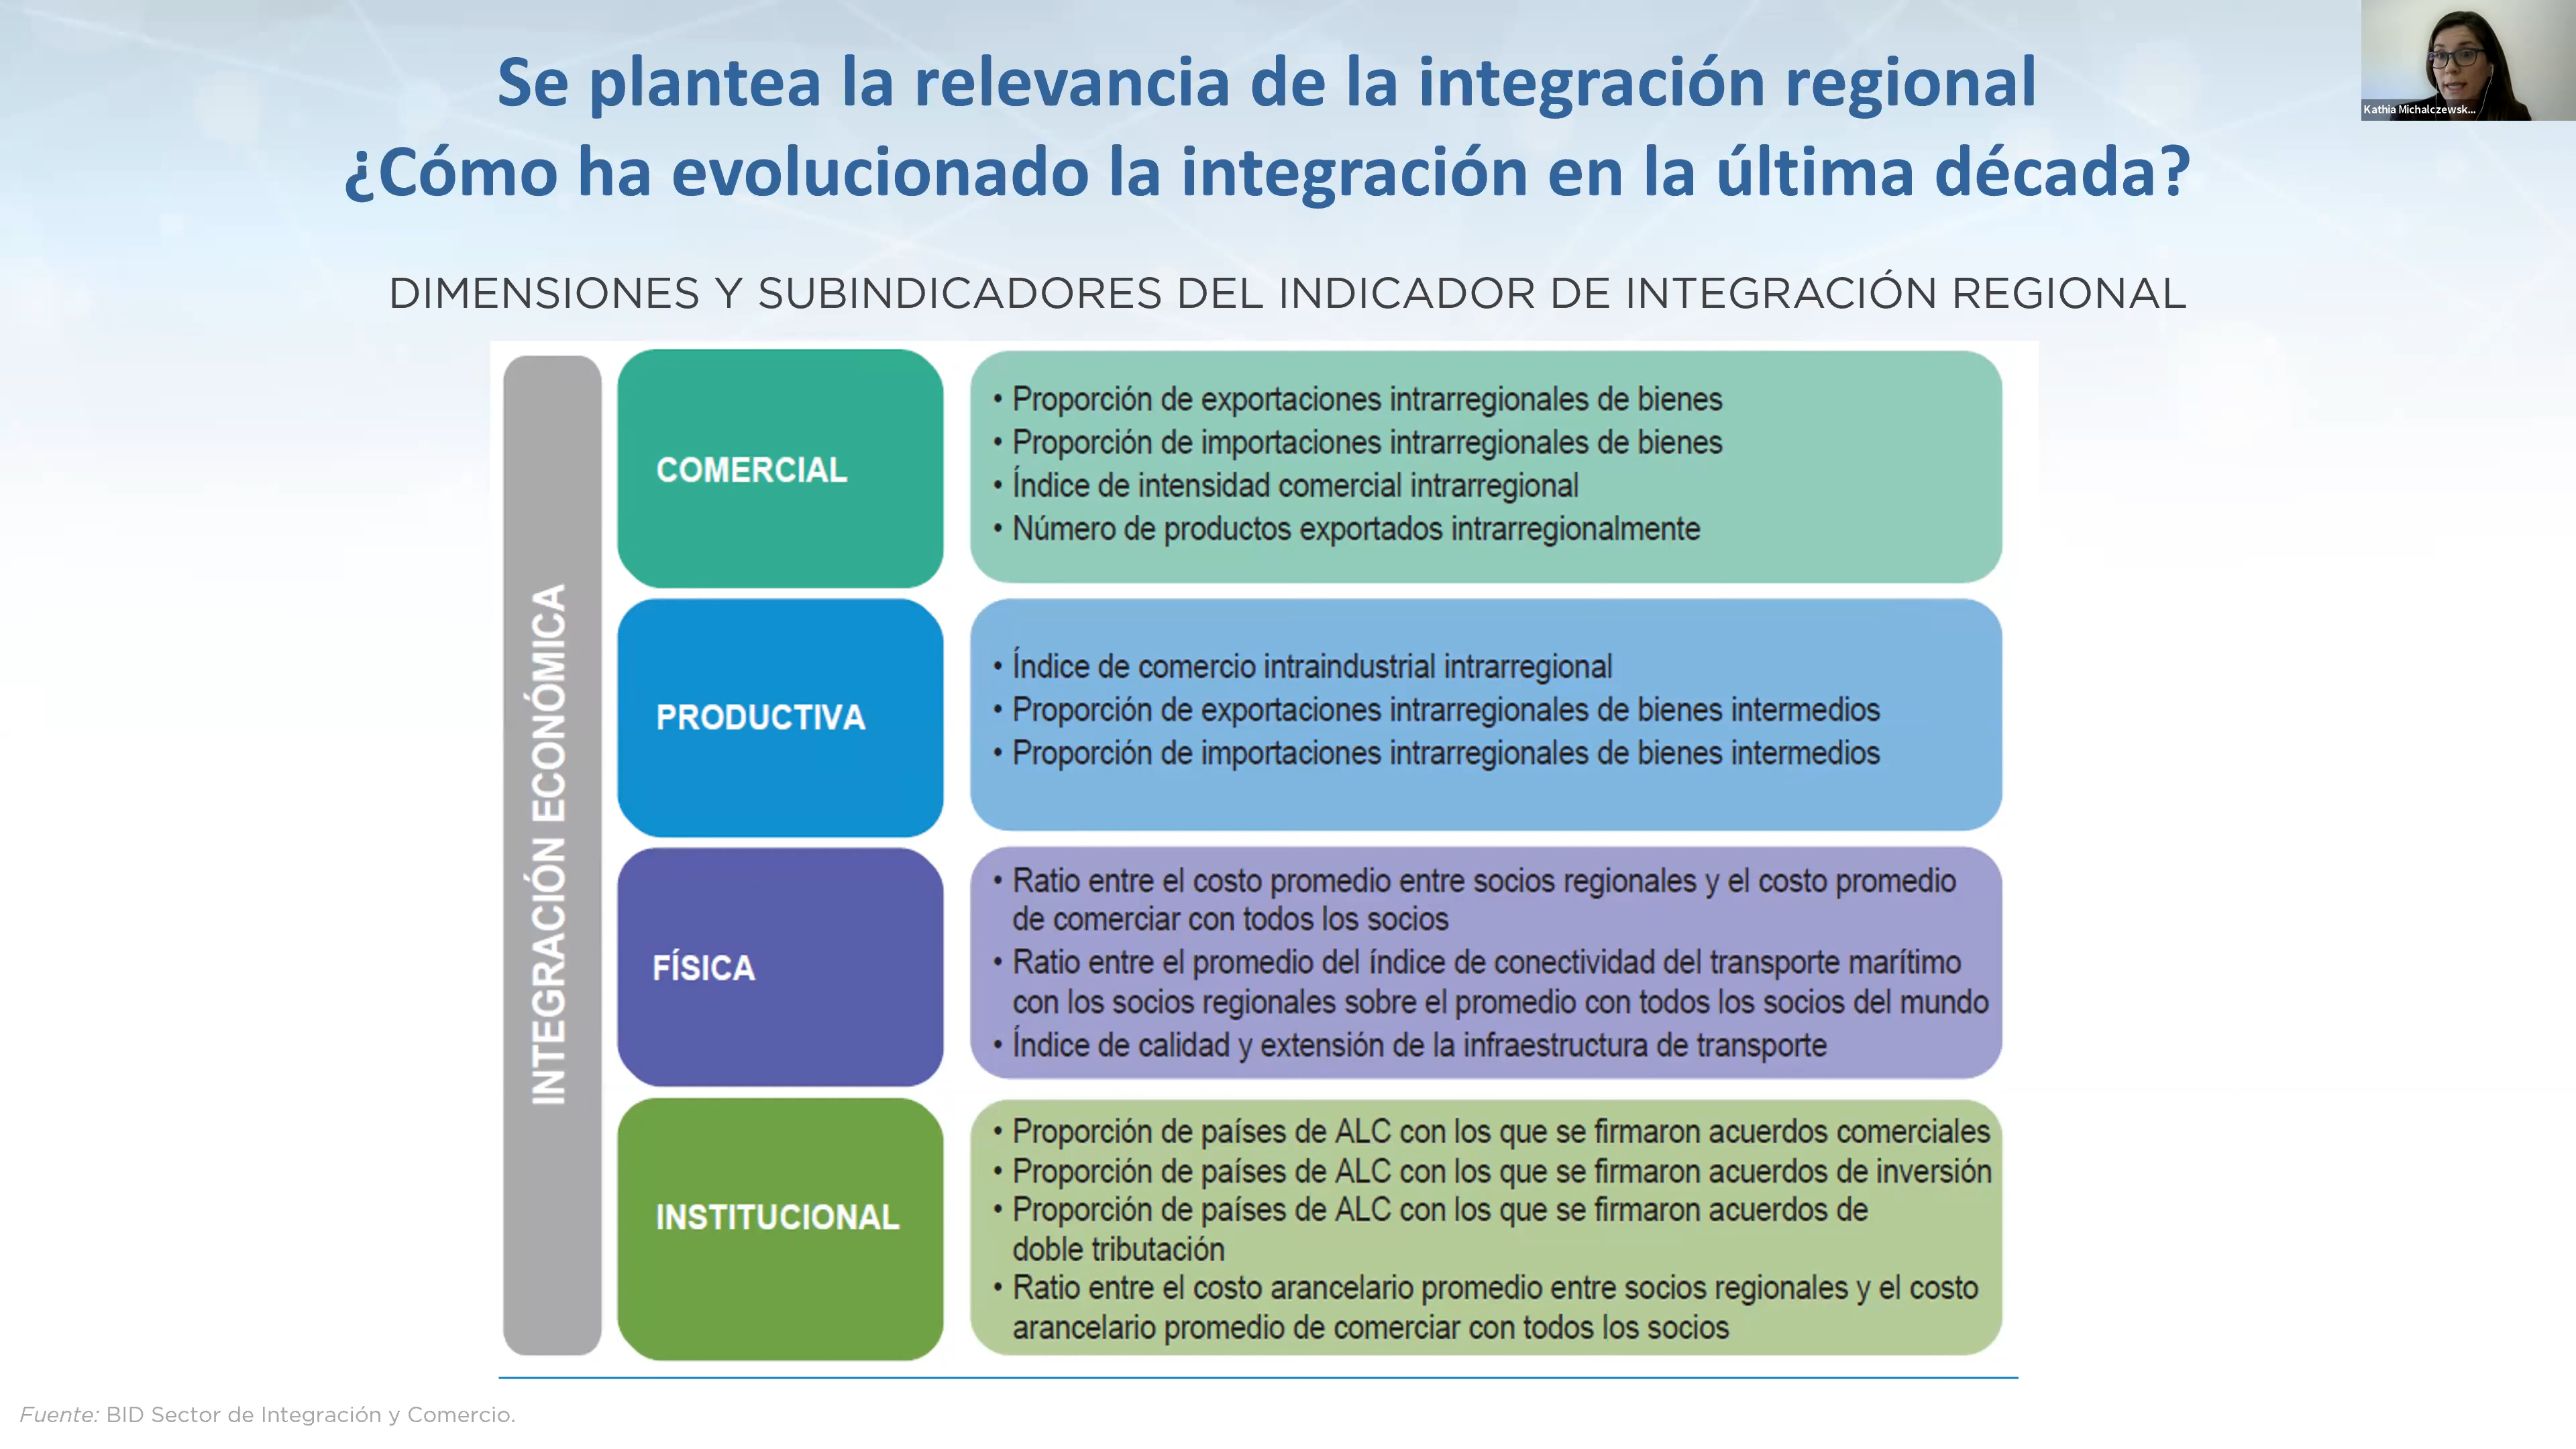 Se plantea la relevancia de la integración regional
¿Cómo ha evolucionado la integración en la última década?
Kathia Michalczewsk...
DIMENSIONES Y SUBINDICADORES DEL INDICADOR DE INTEGRACIÓN REGIONAL
INTEGRACIÓN ECONÓMICA
COMERCIAL
• Proporción de exportaciones intrarregionales de bienes
• Proporción de importaciones intrarregionales de bienes
• Índice de intensidad comercial intrarregional
• Número de productos exportados intrarregionalmente
PRODUCTIVA
• Índice de comercio intraindustrial intrarregional
• Proporción de exportaciones intrarregionales de bienes intermedios
• Proporción de importaciones intrarregionales de bienes intermedios
FÍSICA
• Ratio entre el costo promedio entre socios regionales y el costo promedio
de comerciar con todos los socios
• Ratio entre el promedio del índice de conectividad del transporte marítimo
con los socios regionales sobre el promedio con todos los socios del mundo
• Índice de calidad y extensión de la infraestructura de transporte
INSTITUCIONAL
• Proporción de países de ALC con los que se firmaron acuerdos comerciales
• Proporción de países de ALC con los que se firmaron acuerdos de inversión
• Proporción de países de ALC con los que se firmaron acuerdos de
doble tributación
• Ratio entre el costo arancelario promedio entre socios regionales y el costo
arancelario promedio de comerciar con todos los socios
Fuente: BID Sector de Integración y Comercio.